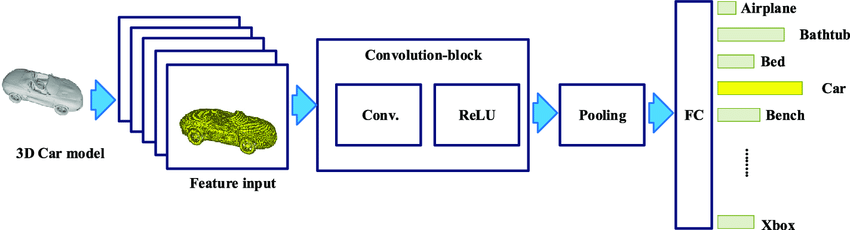 3D Car model
Feature input
Convolution-block
Conv.
ReLU
Pooling
FC
Airplane
Bathtub
Bed
Car
Bench
Xbox